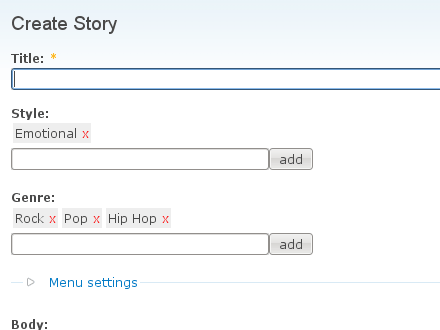 Create Story
Title: *
Style:
Emotional x
add
Genre:
Rock x Pop x Hip Hop x
add
Menu settings
Body: